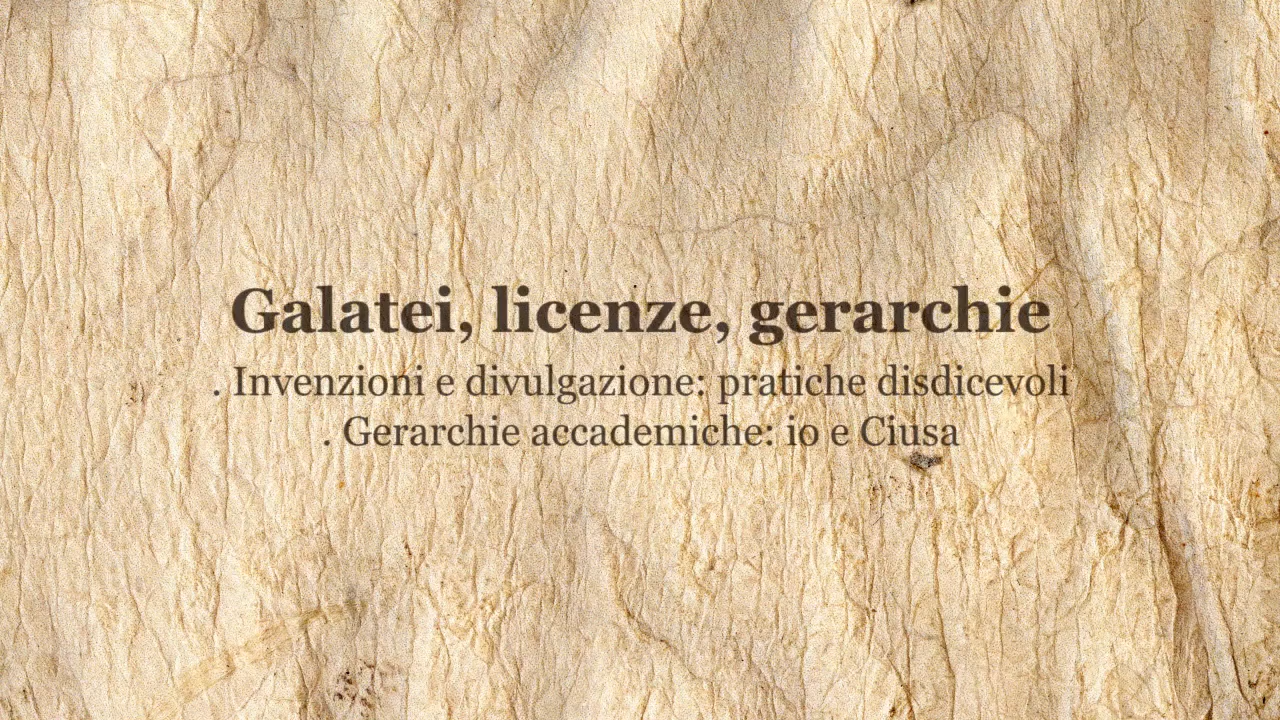 Galatei, licenze, gerarchie
. Invenzioni e divulgazione: pratiche disdicevoli
. Gerarchie accademiche: io e Ciusa